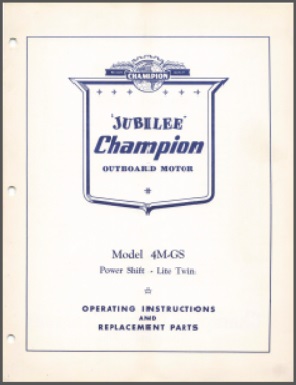 CHAMPION
'JUBILEE'
Champion
OUTBOARD MOTOR
Model 4M-GS
Power Shift - Lite Twin
OPERATING INSTRUCTIONS
AND
REPLACEMENT PARTS